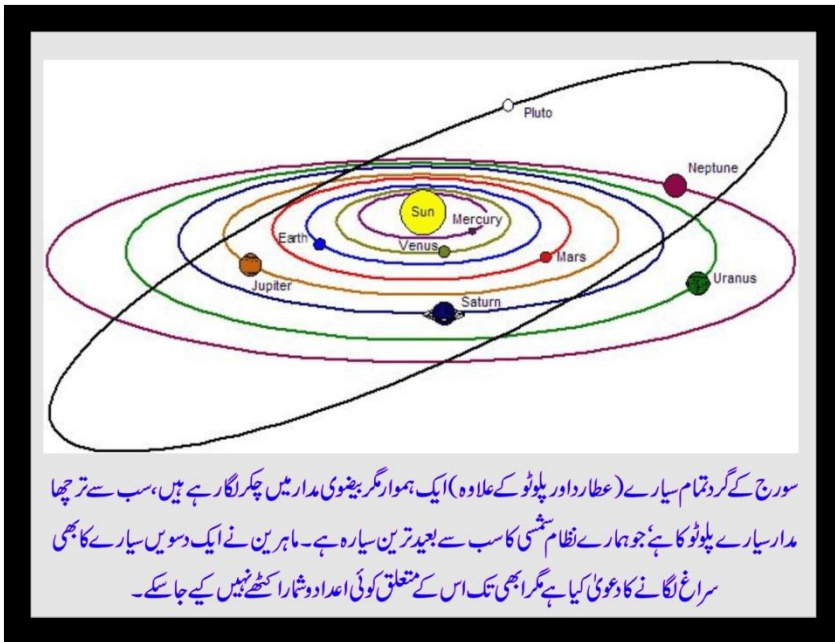 Pluto
Neptune
Sun
Mercury
Earth
Venus
Mars
Jupiter
Saturn
Uranus
سورج کے گرد تمام سیارے (عطارد اور پلوٹو کے علاوہ) ایک ہموار مگر بیضوی مدار میں چکر لگا رہے ہیں، سب سے ترچھا
مدار سیارے پلوٹو کا ہے، جو ہمارے نظام شمسی کا سب سے بعید ترین سیارہ ہے۔ ماہرین نے ایک دسویں سیارے کا بھی
سراغ لگانے کا دعویٰ کیا ہے مگر ابھی تک اس کے متعلق کوئی اعداد و شمار اکٹھے نہیں کیے جاسکے۔